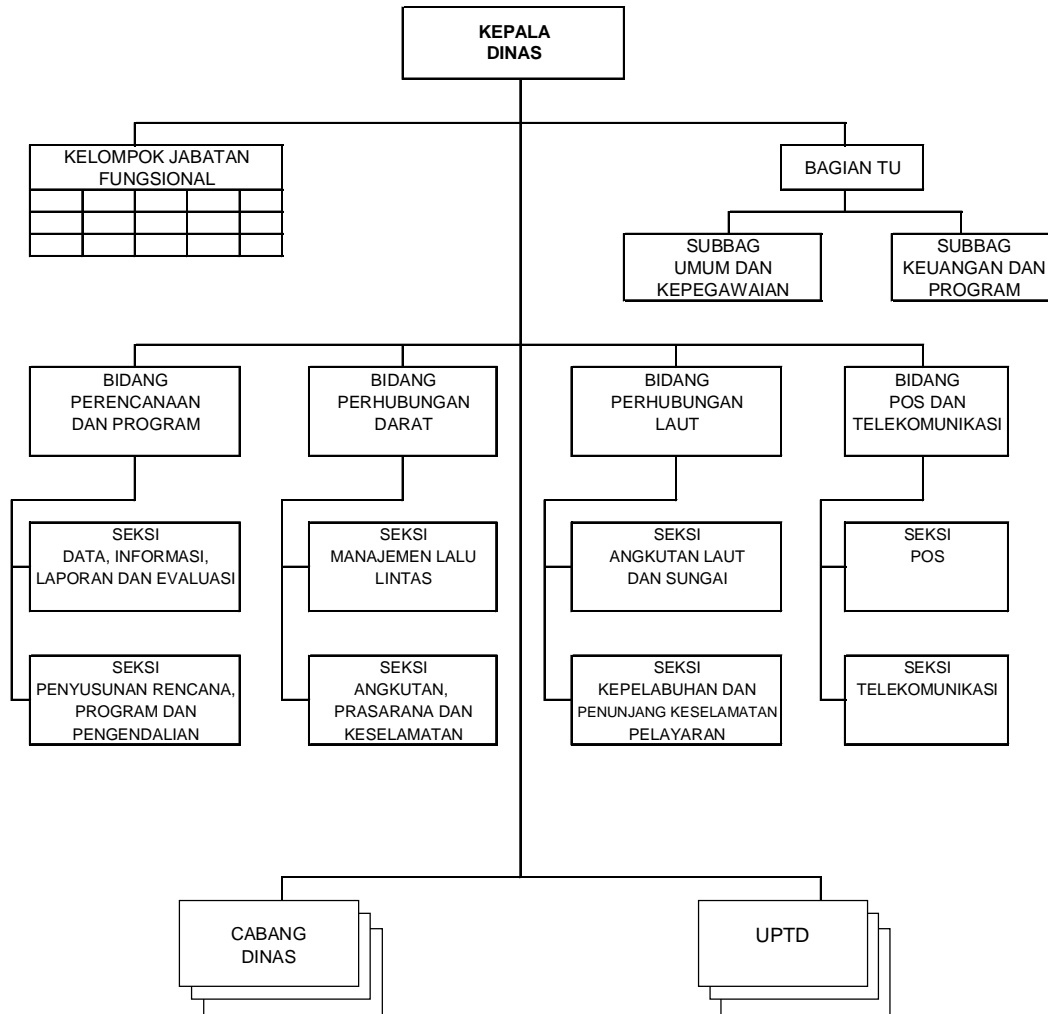 KEPALA
DINAS
KELOMPOK JABATAN
FUNGSIONAL
BAGIAN TU
SUBBAG
UMUM DAN
KEPEGAWAIAN
SUBBAG
KEUANGAN DAN
PROGRAM
BIDANG
PERENCANAAN
DAN PROGRAM
BIDANG
PERHUBUNGAN
DARAT
BIDANG
PERHUBUNGAN
LAUT
BIDANG
POS DAN
TELEKOMUNIKASI
SEKSI
DATA, INFORMASI,
LAPORAN DAN EVALUASI
SEKSI
MANAJEMEN LALU
LINTAS
SEKSI
ANGKUTAN LAUT
DAN SUNGAI
SEKSI
POS
SEKSI
PENYUSUNAN RENCANA,
PROGRAM DAN
PENGENDALIAN
SEKSI
ANGKUTAN,
PRASARANA DAN
KESELAMATAN
SEKSI
KEPELABUHAN DAN
PENUNJANG KESELAMATAN
PELAYARAN
SEKSI
TELEKOMUNIKASI
CABANG
DINAS
UPTD